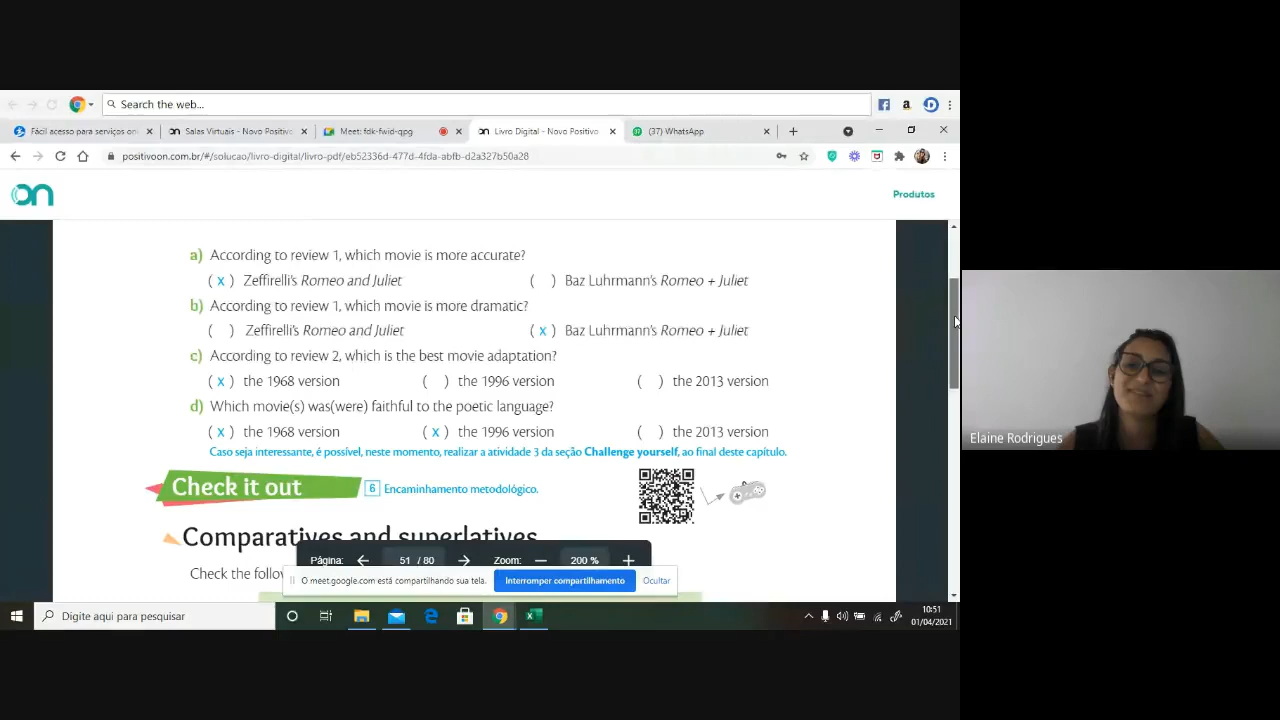 Search the web...
Fácil acesso para serviços on
Salas Virtuais - Novo Positivo
Meet: fdk-fwid-qpg
Livro Digital - Novo Positivo
(37) WhatsApp
positivoon.com.br/#/solucao/livro-digital/livro-pdf/eb52336d-477d-4fda-abfb-d2a327b50a28
on
Produtos
a) According to review 1, which movie is more accurate?
( x ) Zeffirelli's Romeo and Juliet ( ) Baz Luhrmann's Romeo + Juliet
b) According to review 1, which movie is more dramatic?
( ) Zeffirelli's Romeo and Juliet ( x ) Baz Luhrmann's Romeo + Juliet
c) According to review 2, which is the best movie adaptation?
( x ) the 1968 version ( ) the 1996 version ( ) the 2013 version
d) Which movie(s) was(were) faithful to the poetic language?
( x ) the 1968 version ( x ) the 1996 version ( ) the 2013 version
Caso seja interessante, é possível, neste momento, realizar a atividade 3 da seção Challenge yourself, ao final deste capítulo.
Check it out 6 Encaminhamento metodológico.
Comparatives and superlatives
Check the follow
Página: 51 / 80 Zoom: 200 %
O meet.google.com está compartilhando sua tela. Interromper compartilhamento Ocultar
Digite aqui para pesquisar
10:51
01/04/2021
Elaine Rodrigues